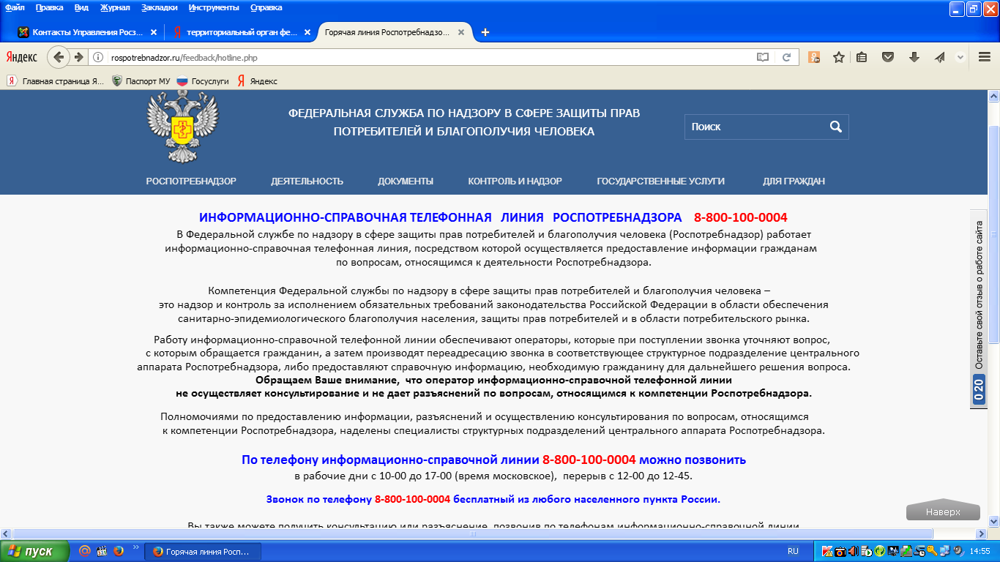 Файл Правка Вид Журнал Закладки Инструменты Справка
Контакты Управления Росз... территориальный орган фе... Горячая линия Роспотребнадзо...
Яндекс rospotrebnadzor.ru/feedback/hotline.php
Главная страница Я... Паспорт МУ Госуслуги Яндекс
ФЕДЕРАЛЬНАЯ СЛУЖБА ПО НАДЗОРУ В СФЕРЕ ЗАЩИТЫ ПРАВ
ПОТРЕБИТЕЛЕЙ И БЛАГОПОЛУЧИЯ ЧЕЛОВЕКА
Поиск
РОСПОТРЕБНАДЗОР ДЕЯТЕЛЬНОСТЬ ДОКУМЕНТЫ КОНТРОЛЬ И НАДЗОР ГОСУДАРСТВЕННЫЕ УСЛУГИ ДЛЯ ГРАЖДАН
ИНФОРМАЦИОННО-СПРАВОЧНАЯ ТЕЛЕФОННАЯ ЛИНИЯ РОСПОТРЕБНАДЗОРА 8-800-100-0004
В Федеральной службе по надзору в сфере защиты прав потребителей и благополучия человека (Роспотребнадзор) работает
информационно-справочная телефонная линия, посредством которой осуществляется предоставление информации гражданам
по вопросам, относящимся к деятельности Роспотребнадзора.
Компетенция Федеральной службы по надзору в сфере защиты прав потребителей и благополучия человека –
это надзор и контроль за исполнением обязательных требований законодательства Российской Федерации в области обеспечения
санитарно-эпидемиологического благополучия населения, защиты прав потребителей и в области потребительского рынка.
Работу информационно-справочной телефонной линии обеспечивают операторы, которые при поступлении звонка уточняют вопрос,
с которым обращается гражданин, а затем производят переадресацию звонка в соответствующее структурное подразделение центрального
аппарата Роспотребнадзора, либо предоставляют справочную информацию, необходимую гражданину для дальнейшего решения вопроса.
Обращаем Ваше внимание, что оператор информационно-справочной телефонной линии
не осуществляет консультирование и не дает разъяснений по вопросам, относящимся к компетенции Роспотребнадзора.
Полномочиями по предоставлению информации, разъяснений и осуществлению консультирования по вопросам, относящимся
к компетенции Роспотребнадзора, наделены специалисты структурных подразделений центрального аппарата Роспотребнадзора.
По телефону информационно-справочной линии 8-800-100-0004 можно позвонить
в рабочие дни с 10-00 до 17-00 (время московское), перерыв с 12-00 до 12-45.
Звонок по телефону 8-800-100-0004 бесплатный из любого населенного пункта России.
Вы также можете получить консультацию или разъяснение, позвонив по телефонам информационно-справочной линии
Оставьте свой отзыв о работе сайта
0 20
Наверх
пуск Горячая линия Росп... RU 14:55